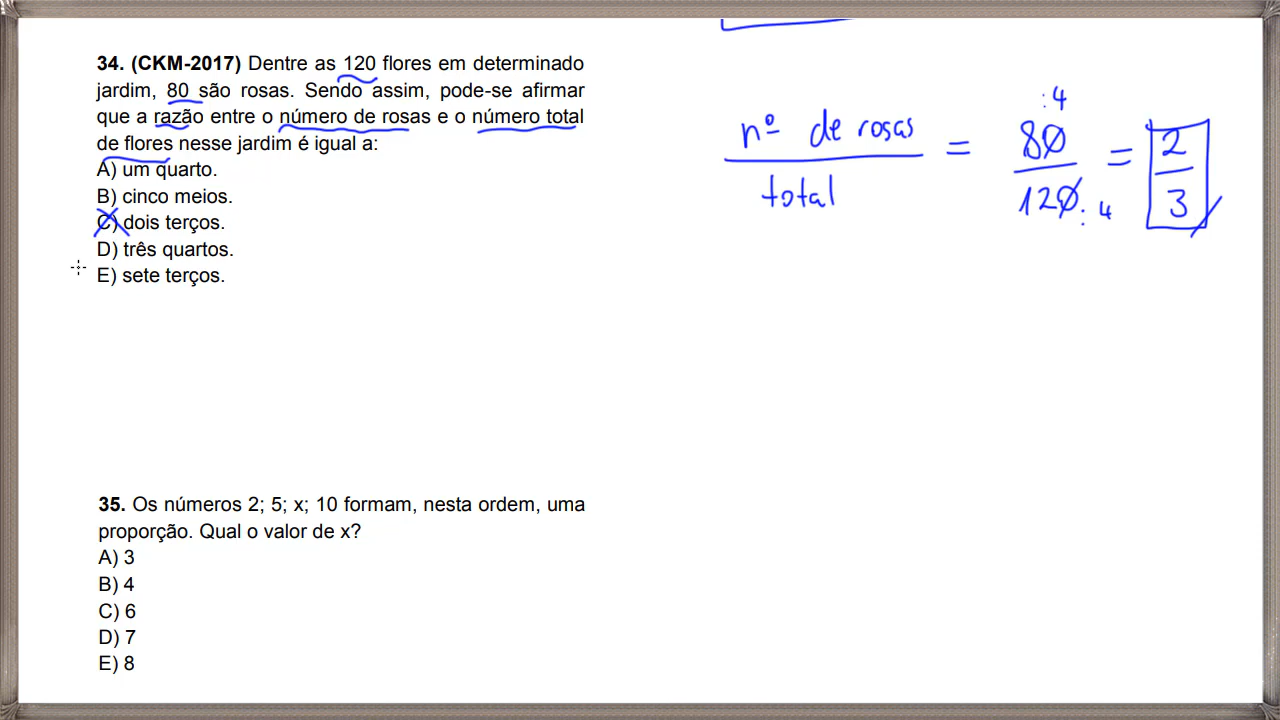 34. (CKM-2017) Dentre as 120 flores em determinado
jardim, 80 são rosas. Sendo assim, pode-se afirmar
que a razão entre o número de rosas e o número total
de flores nesse jardim é igual a:
A) um quarto.
B) cinco meios.
C) dois terços.
D) três quartos.
E) sete terços.
nº de rosas
total
=
:4
80
120
:4
=
2
3
35. Os números 2; 5; x; 10 formam, nesta ordem, uma
proporção. Qual o valor de x?
A) 3
B) 4
C) 6
D) 7
E) 8